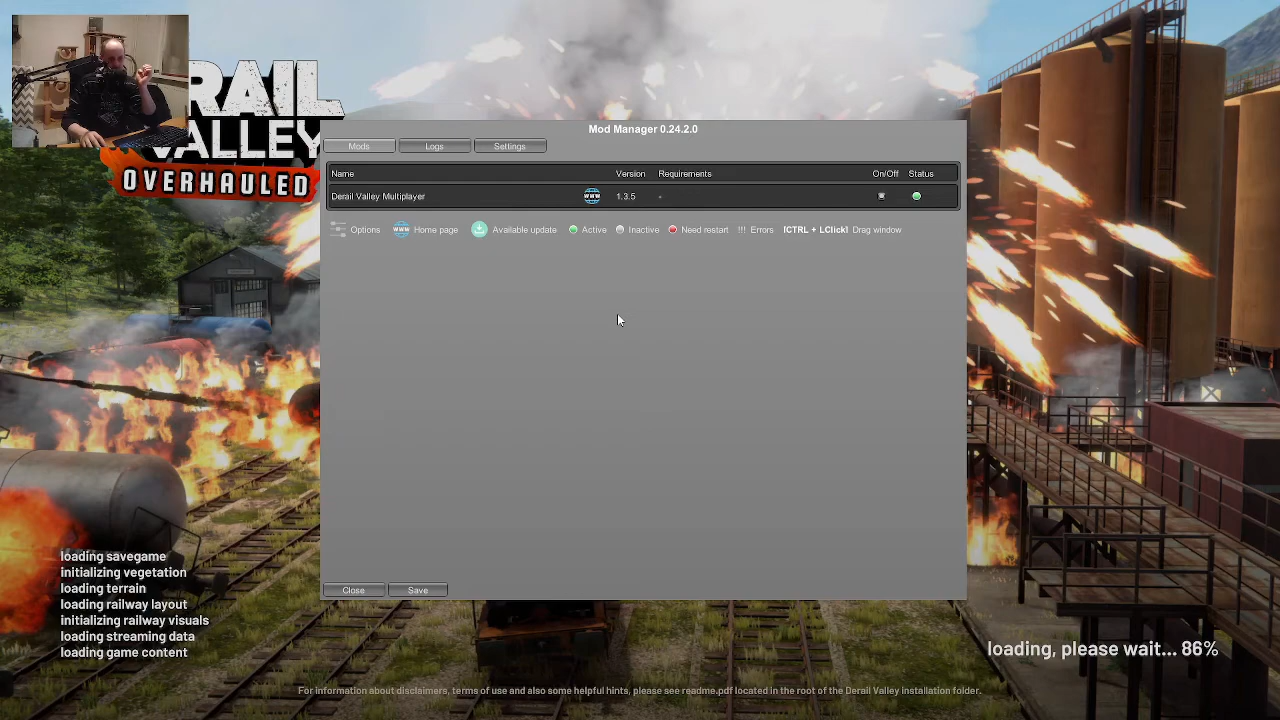 RAIL
VALLEY
OVERHAULED
Mod Manager 0.24.2.0
Mods Logs Settings
Name Version Requirements On/Off Status
Derail Valley Multiplayer WWW 1.3.5 -
Options WWW Home page Available update Active Inactive Need restart !!! Errors [CTRL + LClick] Drag window
Close Save
loading savegame
initializing vegetation
loading terrain
loading railway layout
initializing railway visuals
loading streaming data
loading game content
loading, please wait... 86%
For information about disclaimers, terms of use and also some helpful hints, please see readme.pdf located in the root of the Derail Valley installation folder.